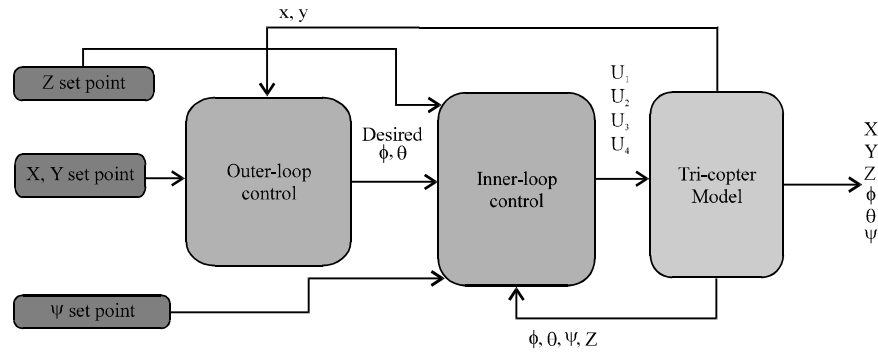 x, y
Z set point
X, Y set point
Ψ set point
Outer-loop
control
Desired
ϕ, θ
Inner-loop
control
U₁
U₂
U₃
U₄
Tri-copter
Model
ϕ, θ, Ψ, Z
X
Y
Z
ϕ
θ
Ψ